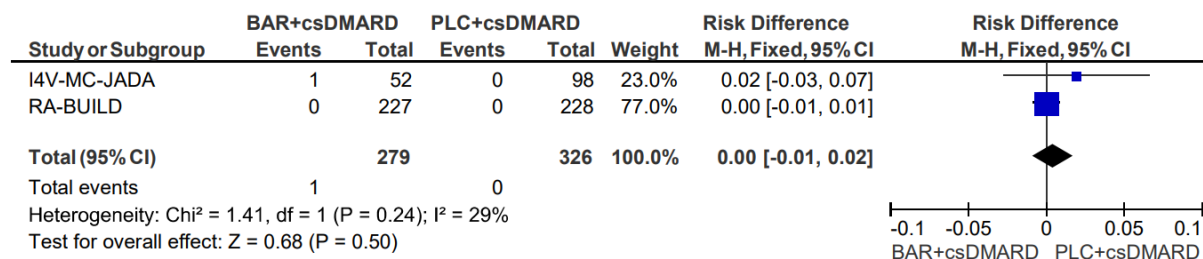 BAR+csDMARD PLC+csDMARD Risk Difference Risk Difference
Study or Subgroup Events Total Events Total Weight M-H, Fixed, 95% CI M-H, Fixed, 95% CI
I4V-MC-JADA 1 52 0 98 23.0% 0.02 [-0.03, 0.07]
RA-BUILD 0 227 0 228 77.0% 0.00 [-0.01, 0.01]
Total (95% CI) 279 326 100.0% 0.00 [-0.01, 0.02]
Total events 1 0
Heterogeneity: Chi² = 1.41, df = 1 (P = 0.24); I² = 29%
Test for overall effect: Z = 0.68 (P = 0.50)
-0.1 -0.05 0 0.05 0.1
BAR+csDMARD PLC+csDMARD